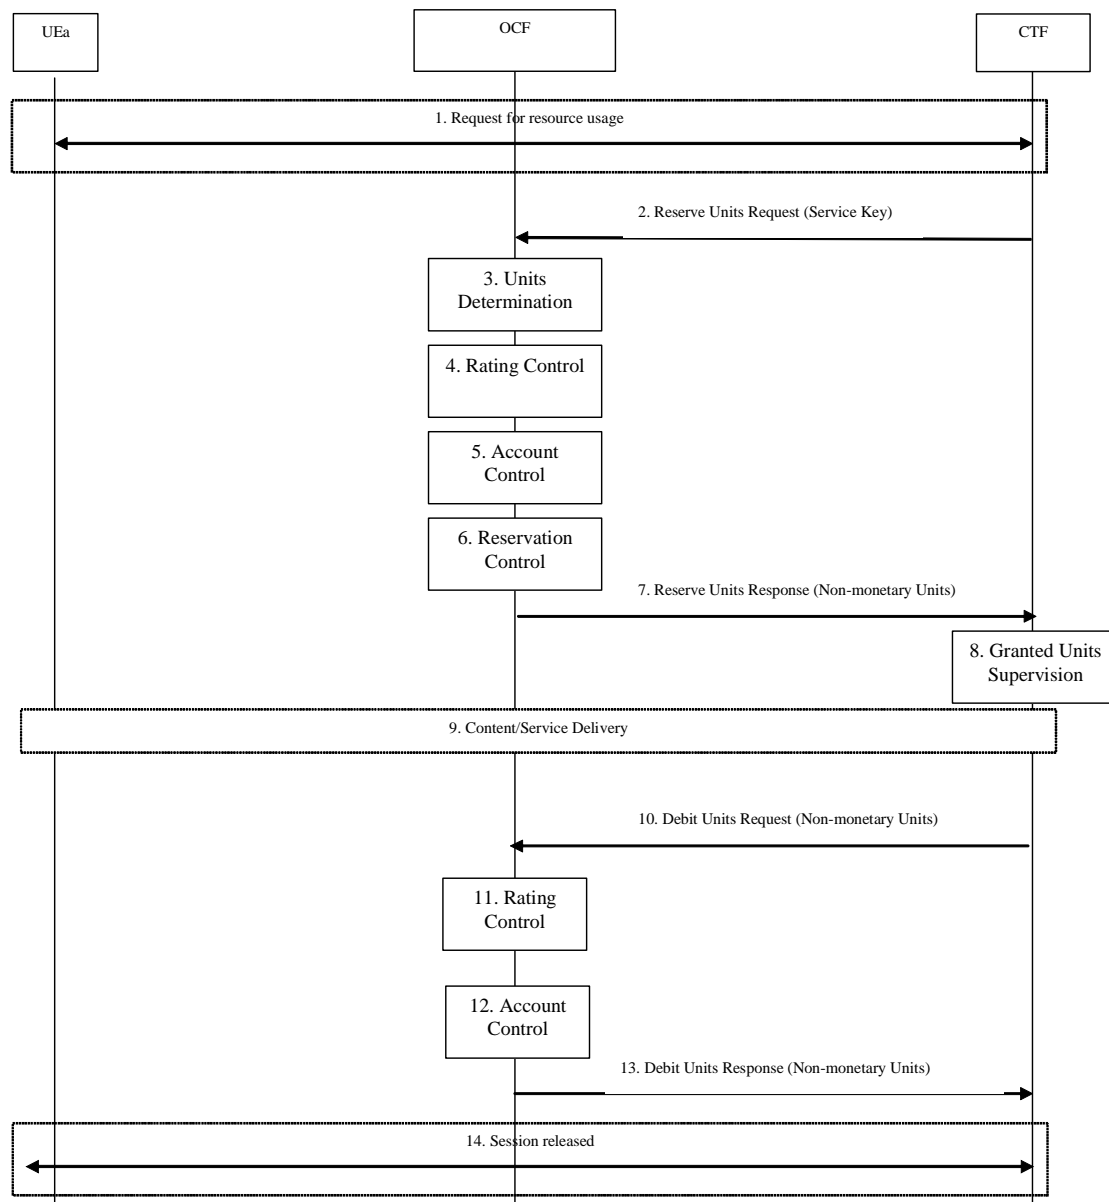 UEa
OCF
CTF
1. Request for resource usage
2. Reserve Units Request (Service Key)
3. Units
Determination
4. Rating Control
5. Account
Control
6. Reservation
Control
7. Reserve Units Response (Non-monetary Units)
8. Granted Units
Supervision
9. Content/Service Delivery
10. Debit Units Request (Non-monetary Units)
11. Rating
Control
12. Account
Control
13. Debit Units Response (Non-monetary Units)
14. Session released